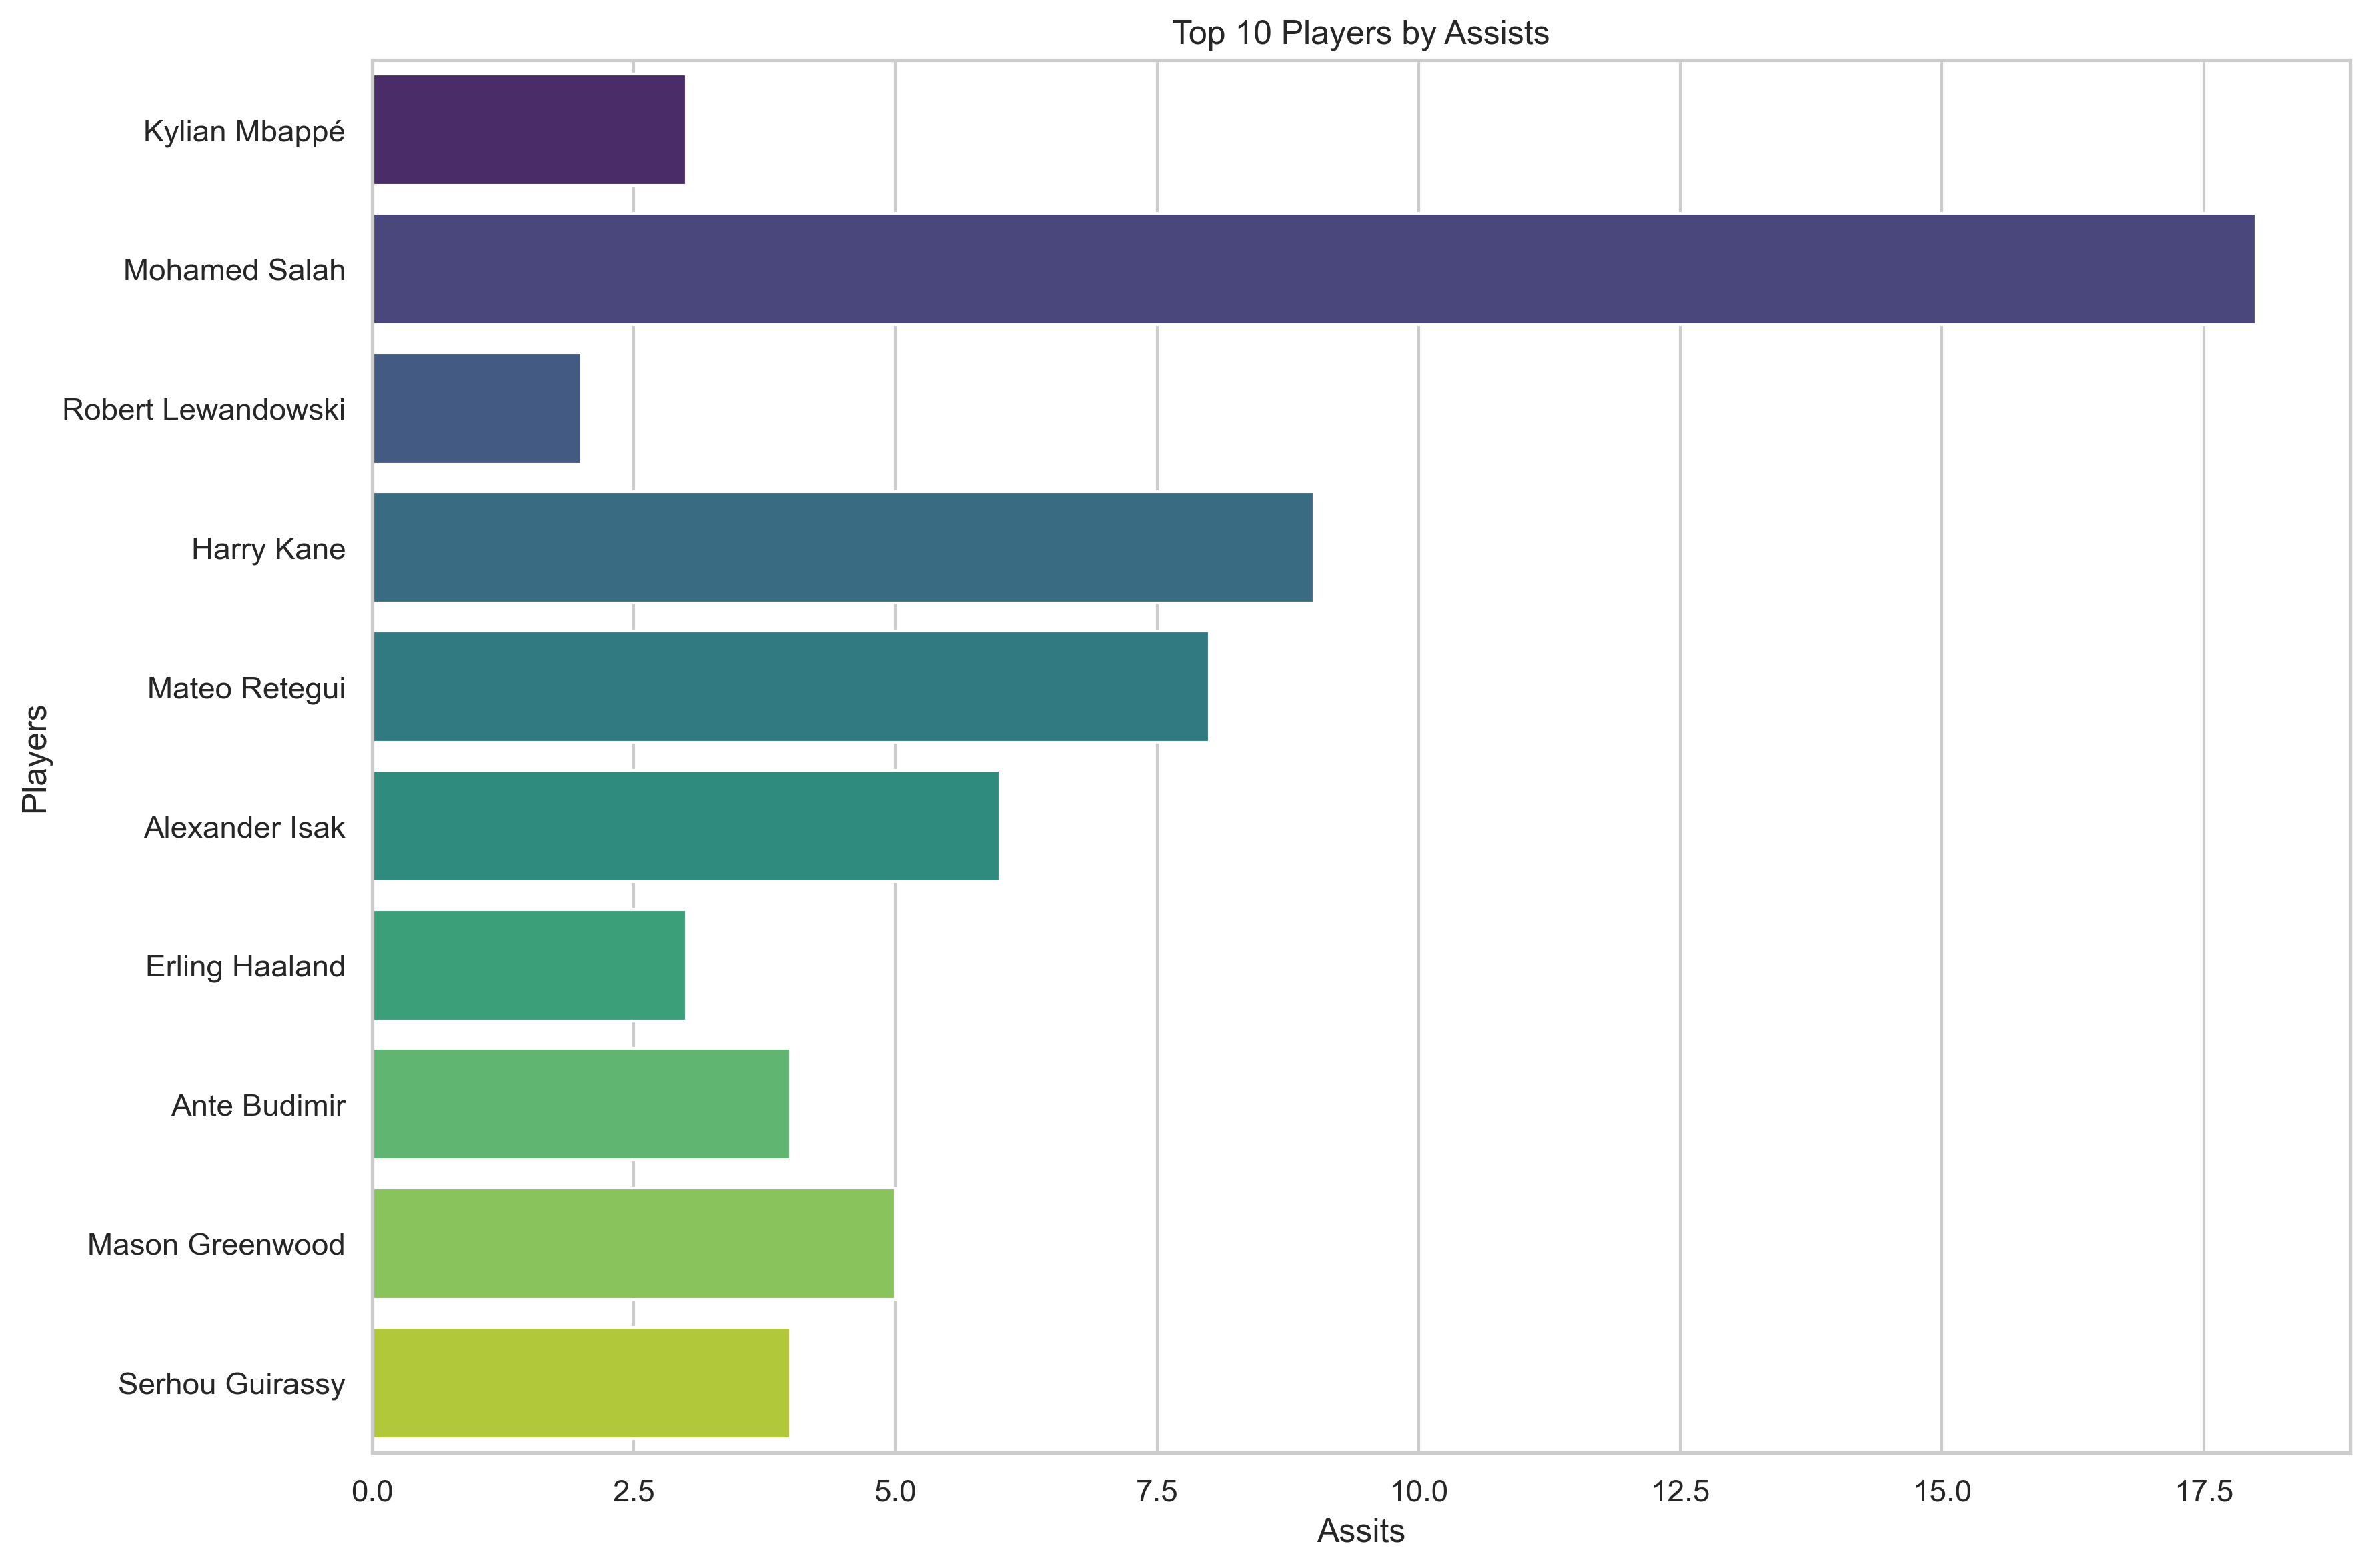 Top 10 Players by Assists
Kylian Mbappé
Mohamed Salah
Robert Lewandowski
Harry Kane
Mateo Retegui
Alexander Isak
Erling Haaland
Ante Budimir
Mason Greenwood
Serhou Guirassy
Players
0.0 2.5 5.0 7.5 10.0 12.5 15.0 17.5
Assits